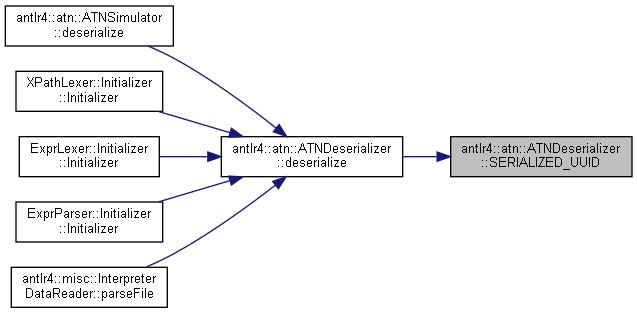 antlr4::atn::ATNSimulator
::deserialize
XPathLexer::Initializer
::Initializer
ExprLexer::Initializer
::Initializer
antlr4::atn::ATNDeserializer
::deserialize
antlr4::atn::ATNDeserializer
::SERIALIZED_UUID
ExprParser::Initializer
::Initializer
antlr4::misc::Interpreter
DataReader::parseFile